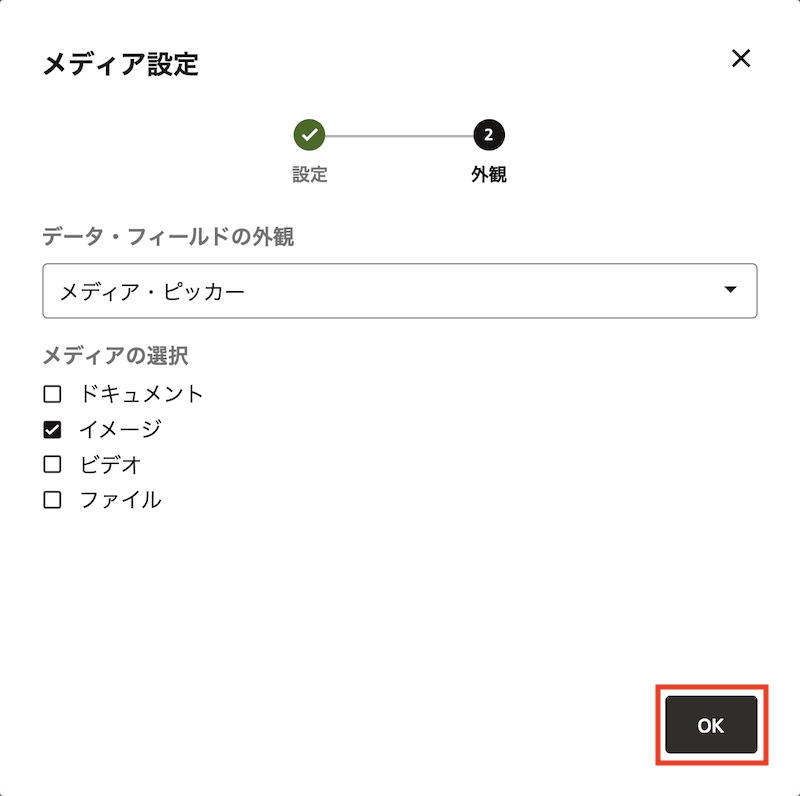 メディア設定
2
設定
外観
データ・フィールドの外観
メディア・ピッカー
メディアの選択
ドキュメント
イメージ
ビデオ
ファイル
OK